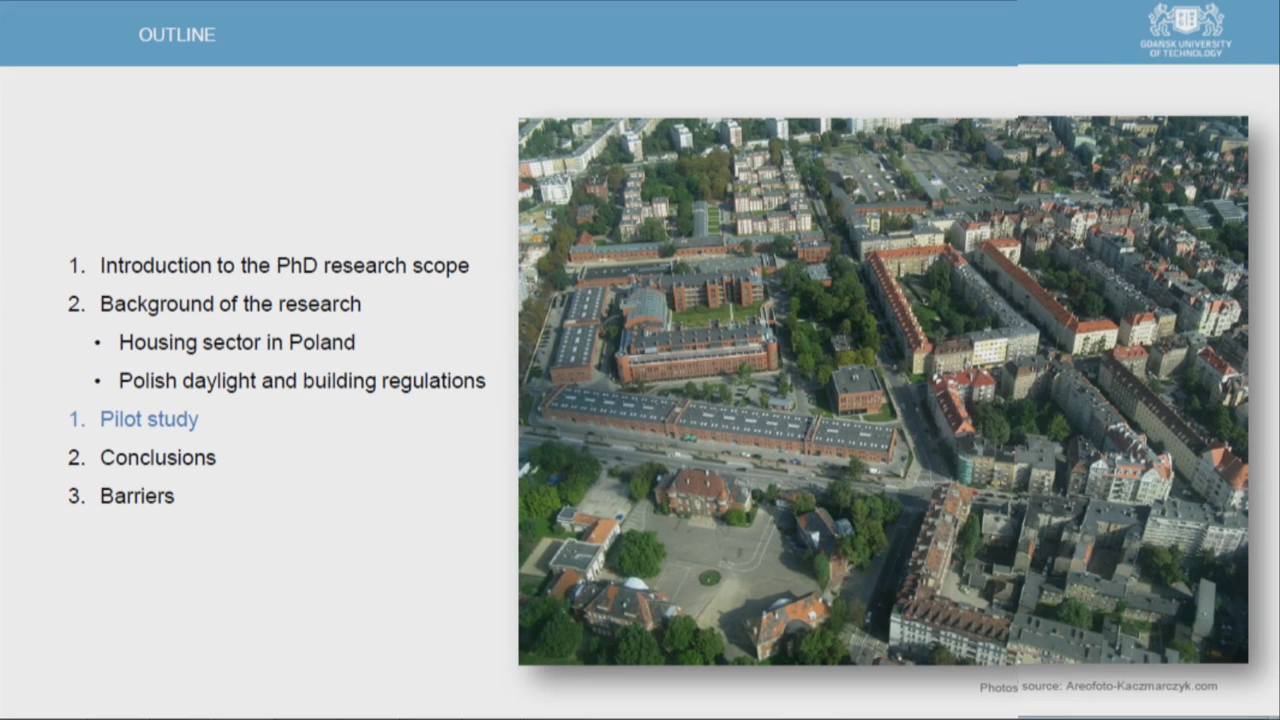 OUTLINE
GDAŃSK UNIVERSITY
OF TECHNOLOGY
1. Introduction to the PhD research scope
2. Background of the research
• Housing sector in Poland
• Polish daylight and building regulations
1. Pilot study
2. Conclusions
3. Barriers
Photos source: Areofoto-Kaczmarczyk.com